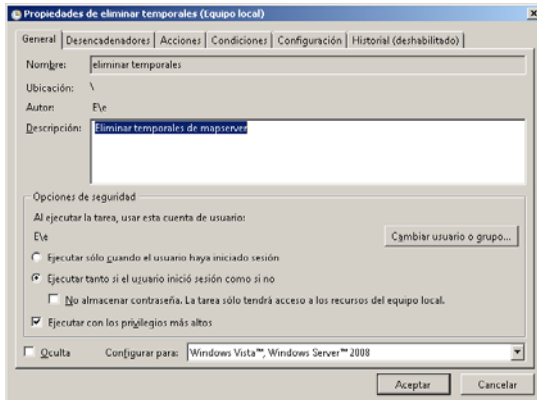 Propiedades de eliminar temporales (Equipo local)
General Desencadenadores Acciones Condiciones Configuración Historial (deshabilitado)
Nombre: eliminar temporales
Ubicación: \
Autor: E\e
Descripción: Eliminar temporales de mapserver
Opciones de seguridad
Al ejecutar la tarea, usar esta cuenta de usuario:
E\e Cambiar usuario o grupo...
Ejecutar sólo cuando el usuario haya iniciado sesión
Ejecutar tanto si el usuario inició sesión como si no
No almacenar contraseña. La tarea sólo tendrá acceso a los recursos del equipo local.
Ejecutar con los privilegios más altos
Oculta Configurar para: Windows Vista™, Windows Server™ 2008
Aceptar Cancelar